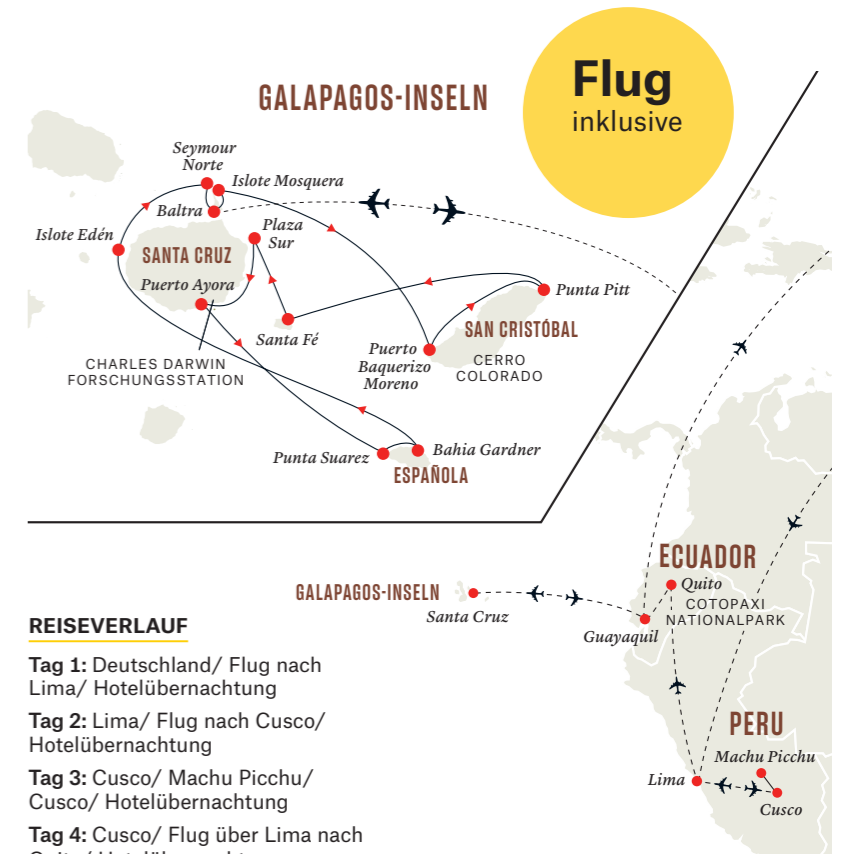 Flug
inklusive
GALAPAGOS-INSELN
Seymour
Norte
Islote Mosquera
Baltra
Plaza
Sur
Islote Edén
SANTA CRUZ
Puerto Ayora
Punta Pitt
Santa Fé
SAN CRISTÓBAL
Puerto
Baquerizo
Moreno
CERRO
COLORADO
CHARLES DARWIN
FORSCHUNGSSTATION
Punta Suarez
Bahia Gardner
ESPAÑOLA
ECUADOR
Quito
COTOPAXI
NATIONALPARK
GALAPAGOS-INSELN
Santa Cruz
Guayaquil
PERU
Machu Picchu
Lima
Cusco
REISEVERLAUF
Tag 1: Deutschland/ Flug nach
Lima/ Hotelübernachtung
Tag 2: Lima/ Flug nach Cusco/
Hotelübernachtung
Tag 3: Cusco/ Machu Picchu/
Cusco/ Hotelübernachtung
Tag 4: Cusco/ Flug über Lima nach